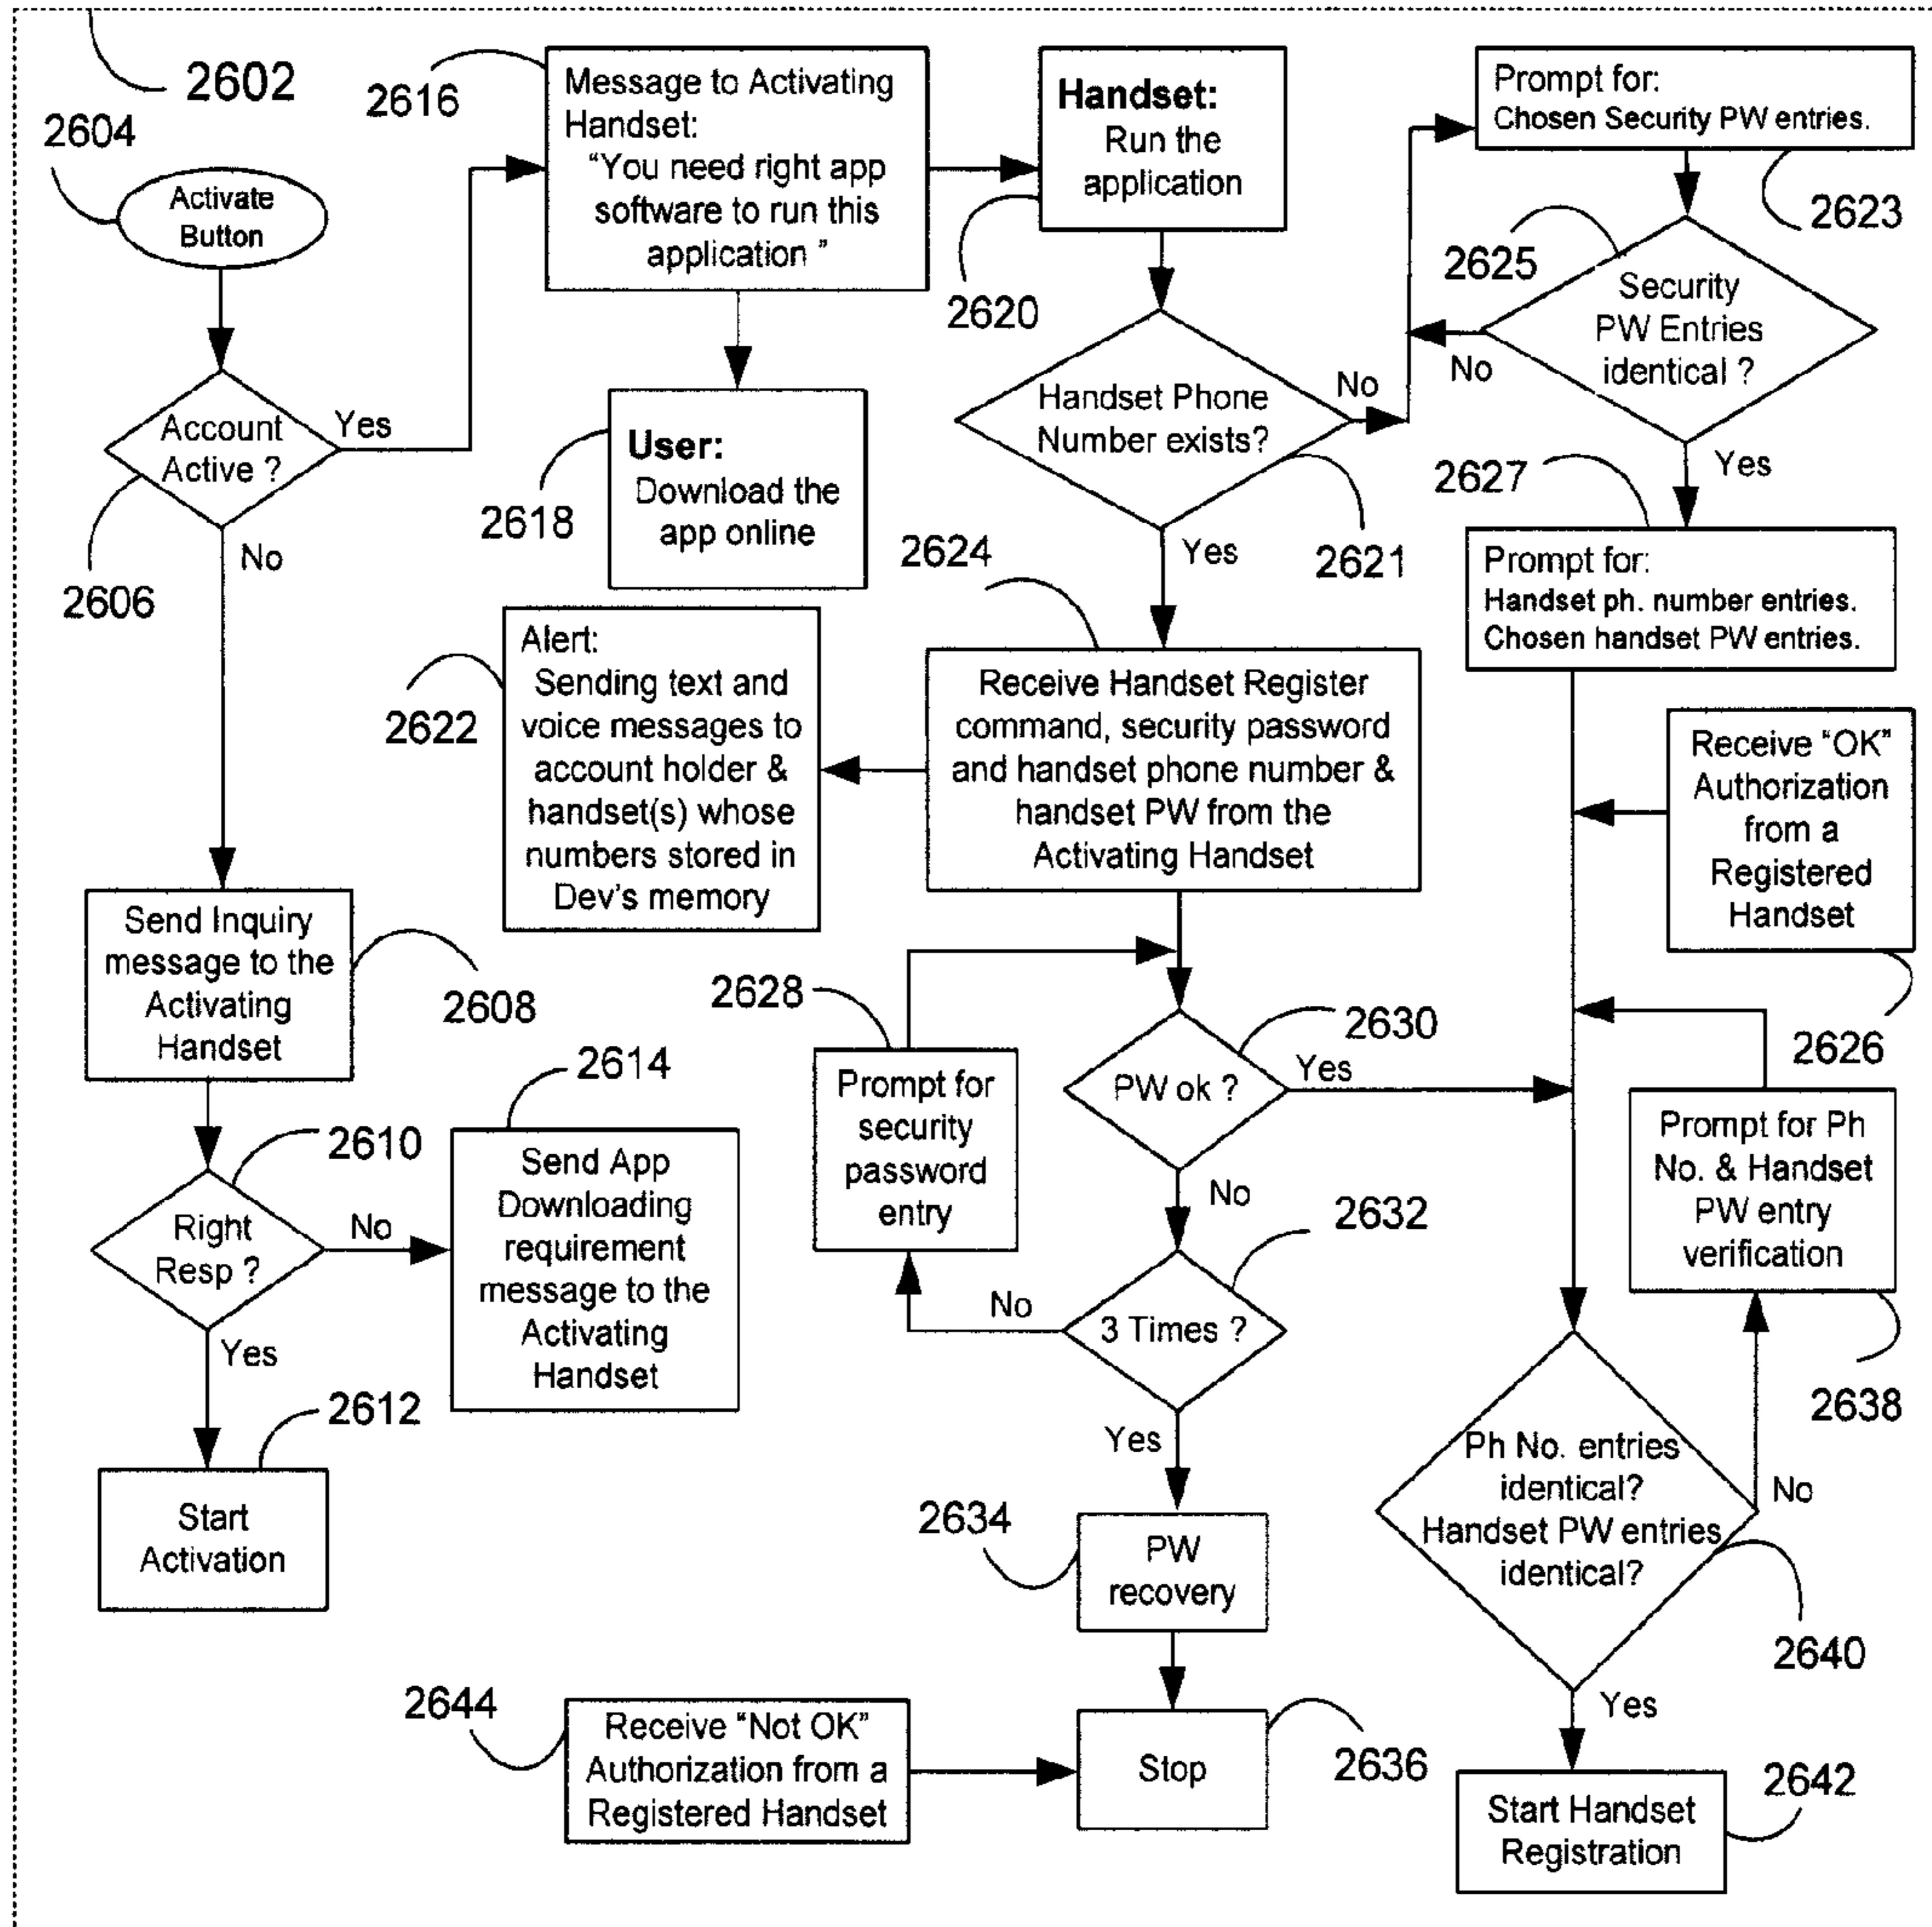 2602
2604
Activate
Button
Account
Active ?
Yes
No
2606
Send Inquiry
message to the
Activating
Handset
2608
2610
Right
Resp ?
No
Yes
2614
Send App
Downloading
requirement
message to the
Activating
Handset
2612
Start
Activation
2616
Message to Activating
Handset:
“You need right app
software to run this
application ”
2618
User:
Download the
app online
Handset:
Run the
application
2620
Handset Phone
Number exists?
No
Yes
2621
2624
Receive Handset Register
command, security password
and handset phone number &
handset PW from the
Activating Handset
2622
Alert:
Sending text and
voice messages to
account holder &
handset(s) whose
numbers stored in
Dev's memory
2628
Prompt for
security
password
entry
2630
PW ok ?
Yes
No
2632
3 Times ?
No
Yes
2634
PW
recovery
2644
Receive “Not OK”
Authorization from a
Registered Handset
Stop
2636
Prompt for:
Chosen Security PW entries.
2623
2625
Security
PW Entries
identical ?
No
Yes
2627
Prompt for:
Handset ph. number entries.
Chosen handset PW entries.
Receive “OK”
Authorization
from a
Registered
Handset
2626
Prompt for Ph
No. & Handset
PW entry
verification
2638
Ph No. entries
identical?
Handset PW entries
identical?
No
2640
Yes
2642
Start Handset
Registration